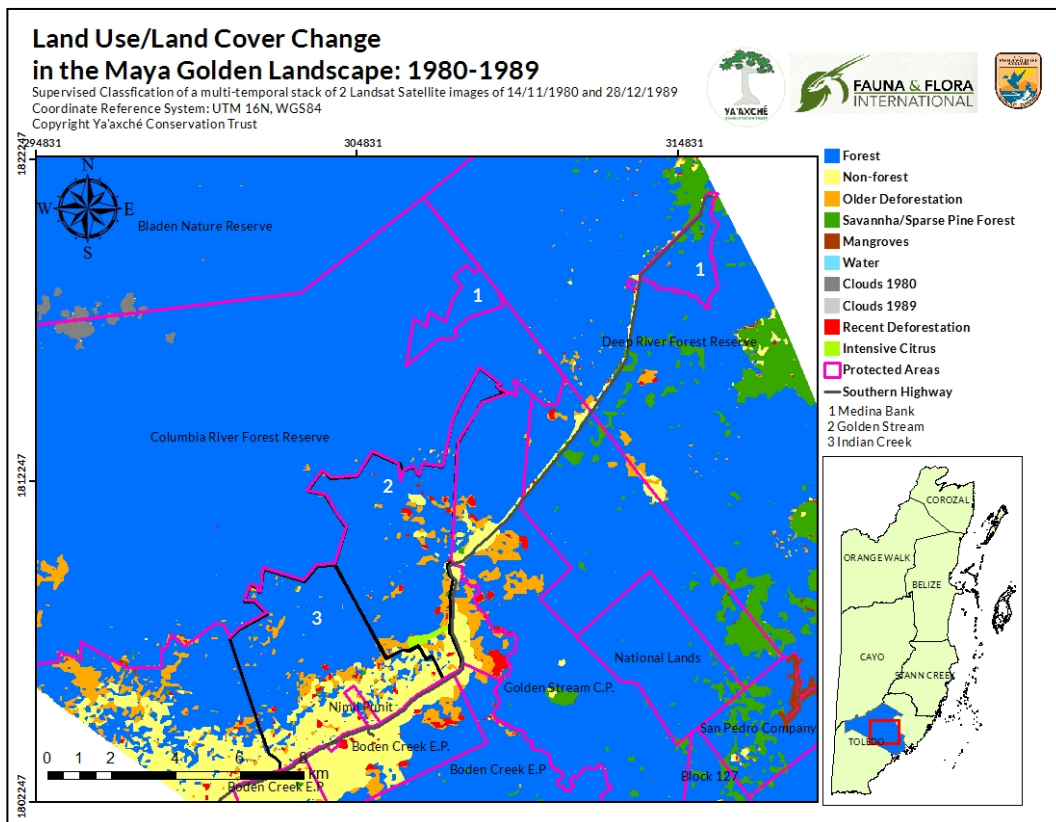 Land Use/Land Cover Change
in the Maya Golden Landscape: 1980-1989
Supervised Classfication of a multi-temporal stack of 2 Landsat Satellite images of 14/11/1980 and 28/12/1989
Coordinate Reference System: UTM 16N, WGS84
Copyright Ya'axché Conservation Trust
YA'AXCHÉ
CONSERVATION TRUST
FAUNA & FLORA
INTERNATIONAL
294831
304831
314831
1822247
1812247
1802247
N
W
E
S
Bladen Nature Reserve
1
1
Deep River Forest Reserve
Columbia River Forest Reserve
2
3
National Lands
Golden Stream C.P.
San Pedro Company
Nimli Punit
Boden Creek E.P.
Boden Creek E.P
Block 127
Boden Creek E.P
0 1 2 4 6 8
km
Forest
Non-forest
Older Deforestation
Savannha/Sparse Pine Forest
Mangroves
Water
Clouds 1980
Clouds 1989
Recent Deforestation
Intensive Citrus
Protected Areas
Southern Highway
1 Medina Bank
2 Golden Stream
3 Indian Creek
COROZAL
ORANGE WALK
BELIZE
CAYO
STANN CREEK
TOLEDO